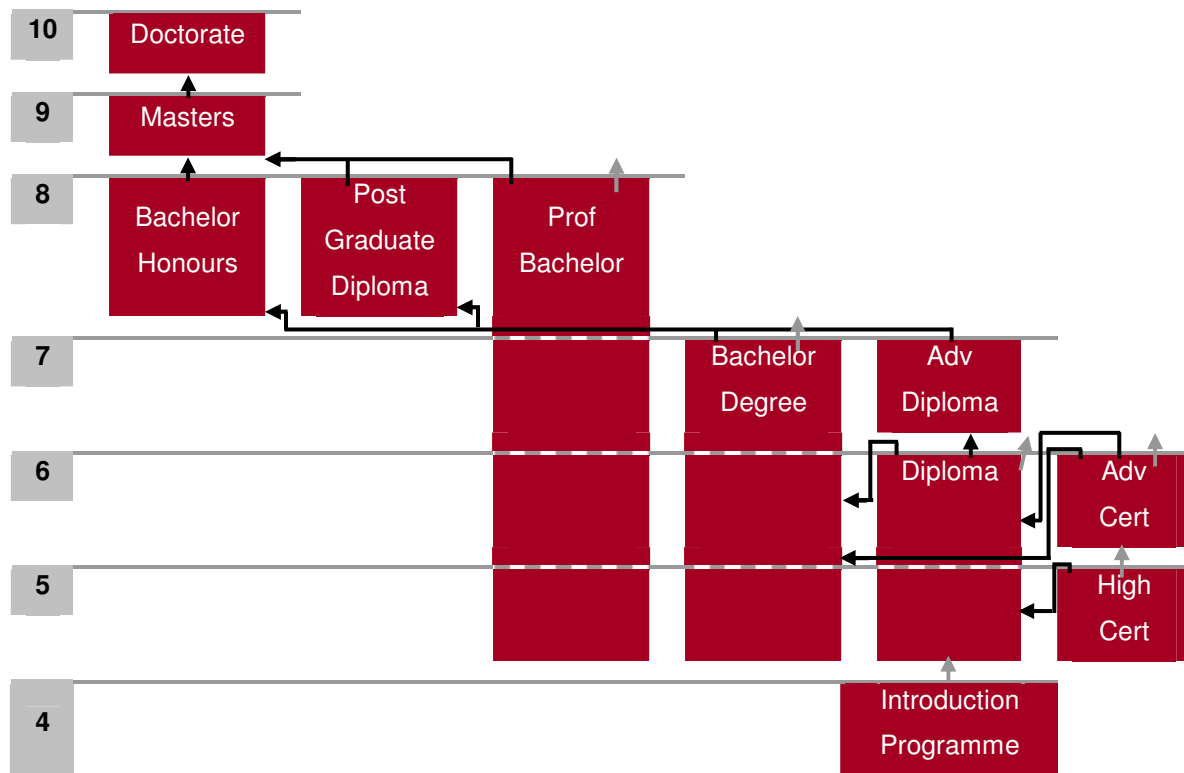 10
Doctorate
9
Masters
8
Bachelor
Honours
Post
Graduate
Diploma
Prof
Bachelor
7
Bachelor
Degree
Adv
Diploma
6
Diploma
Adv
Cert
5
High
Cert
4
Introduction
Programme